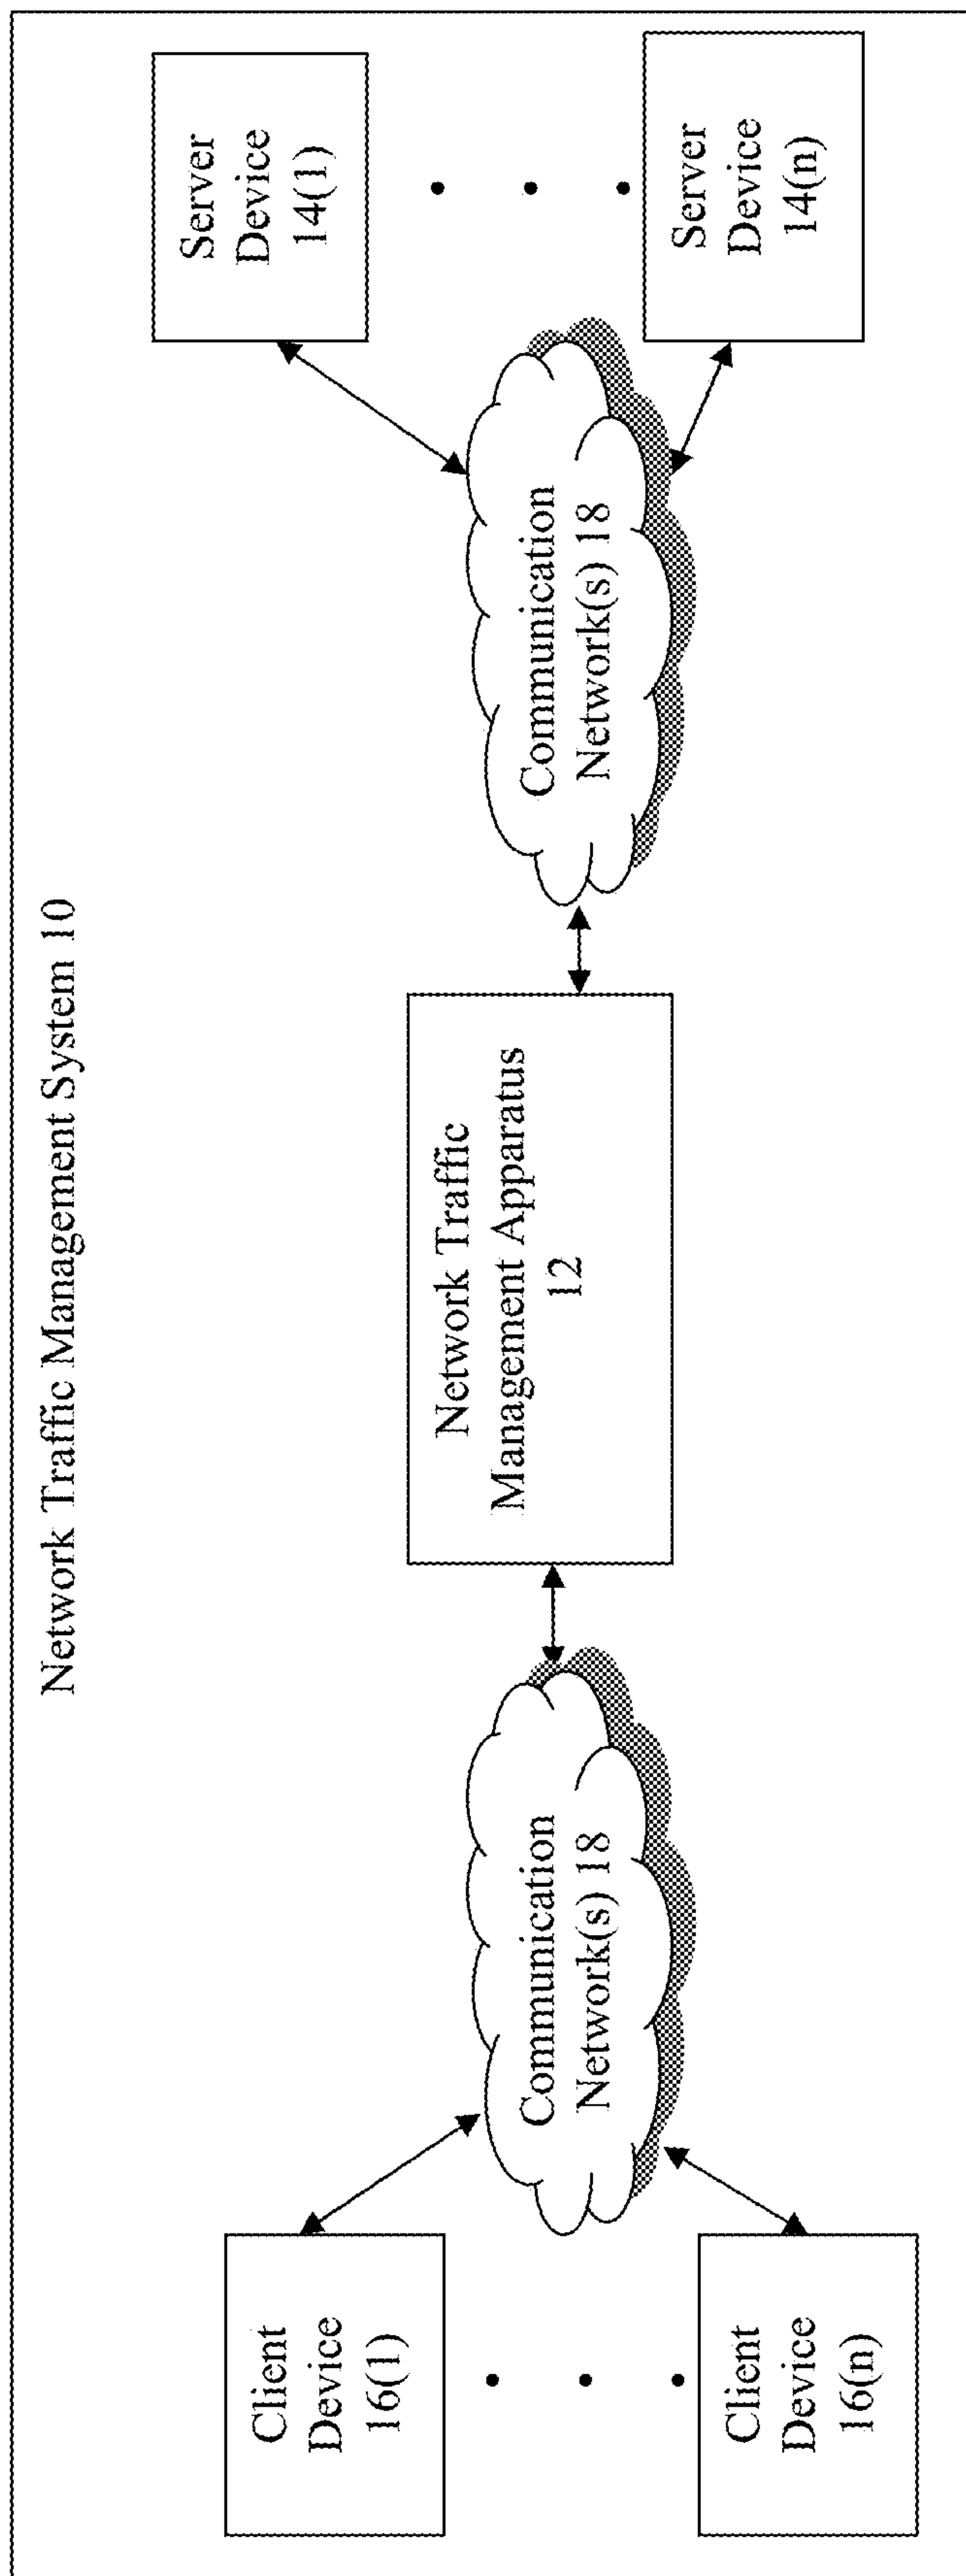 Network Traffic Management System 10
Client
Device
16(1)
Client
Device
16(n)
Communication
Network(s) 18
Network Traffic
Management Apparatus
12
Communication
Network(s) 18
Server
Device
14(1)
Server
Device
14(n)